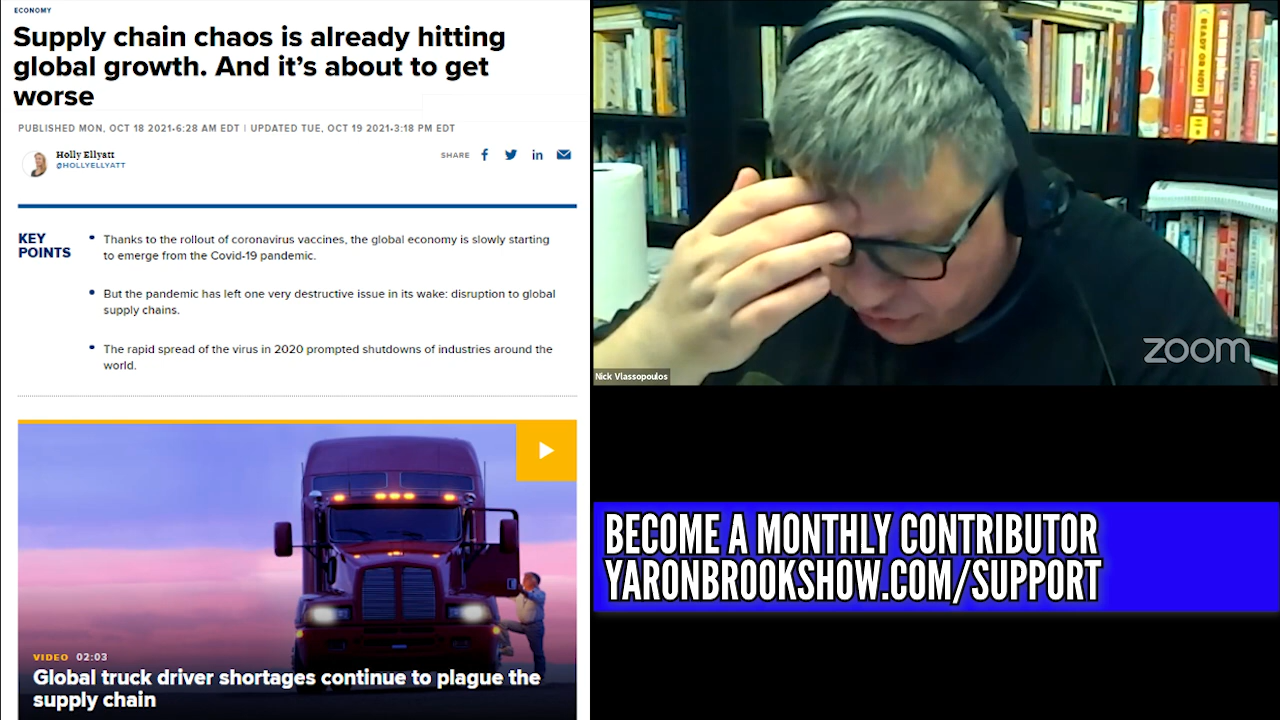 ECONOMY
Supply chain chaos is already hitting
global growth. And it's about to get
worse
PUBLISHED MON, OCT 18 2021-6:28 AM EDT | UPDATED TUE, OCT 19 2021-3:18 PM EDT
Holly Ellyatt
@HOLLYELLYATT
SHARE
KEY
POINTS
• Thanks to the rollout of coronavirus vaccines, the global economy is slowly starting
to emerge from the Covid-19 pandemic.
• But the pandemic has left one very destructive issue in its wake: disruption to global
supply chains.
• The rapid spread of the virus in 2020 prompted shutdowns of industries around the
world.
VIDEO 02:03
Global truck driver shortages continue to plague the
supply chain
READY OR NOT!
zoom
Nick Vlassopoulos
BECOME A MONTHLY CONTRIBUTOR
YARONBROOKSHOW.COM/SUPPORT